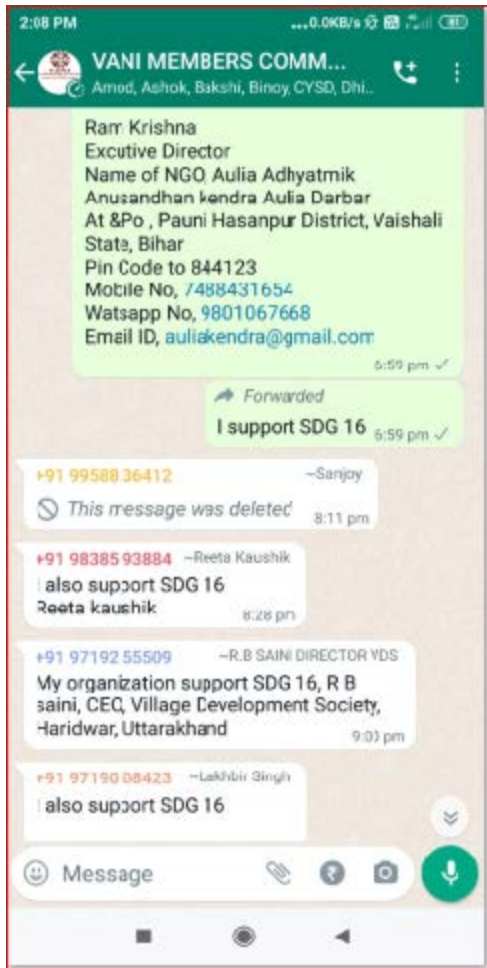 2:08 PM
...0.0KB/s
VANI MEMBERS COMM...
Amod, Ashok, Bakshi, Binoy, CYSD, Dhi...
Ram Krishna
Excutive Director
Name of NGO, Aulia Adhyatmik
Anusandhan kendra Aulia Darbar
At &Po , Pauni Hasanpur District, Vaishali
State, Bihar
Pin Code to 844123
Mobile No, 7488431654
Watsapp No, 9801067668
Email ID, auliakendra@gmail.com
6:59 pm
Forwarded
I support SDG 16
6:59 pm
+91 99588 36412 ~Sanjoy
This message was deleted
8:11 pm
+91 98385 93884 ~Reeta Kaushik
I also support SDG 16
Reeta kaushik
8:28 pm
+91 97192 55509 ~R.B SAINI DIRECTOR VDS
My organization support SDG 16, R B
saini, CEO, Village Development Society,
Haridwar, Uttarakhand
9:03 pm
+91 97190 08423 ~Lakhbir Singh
I also support SDG 16
Message